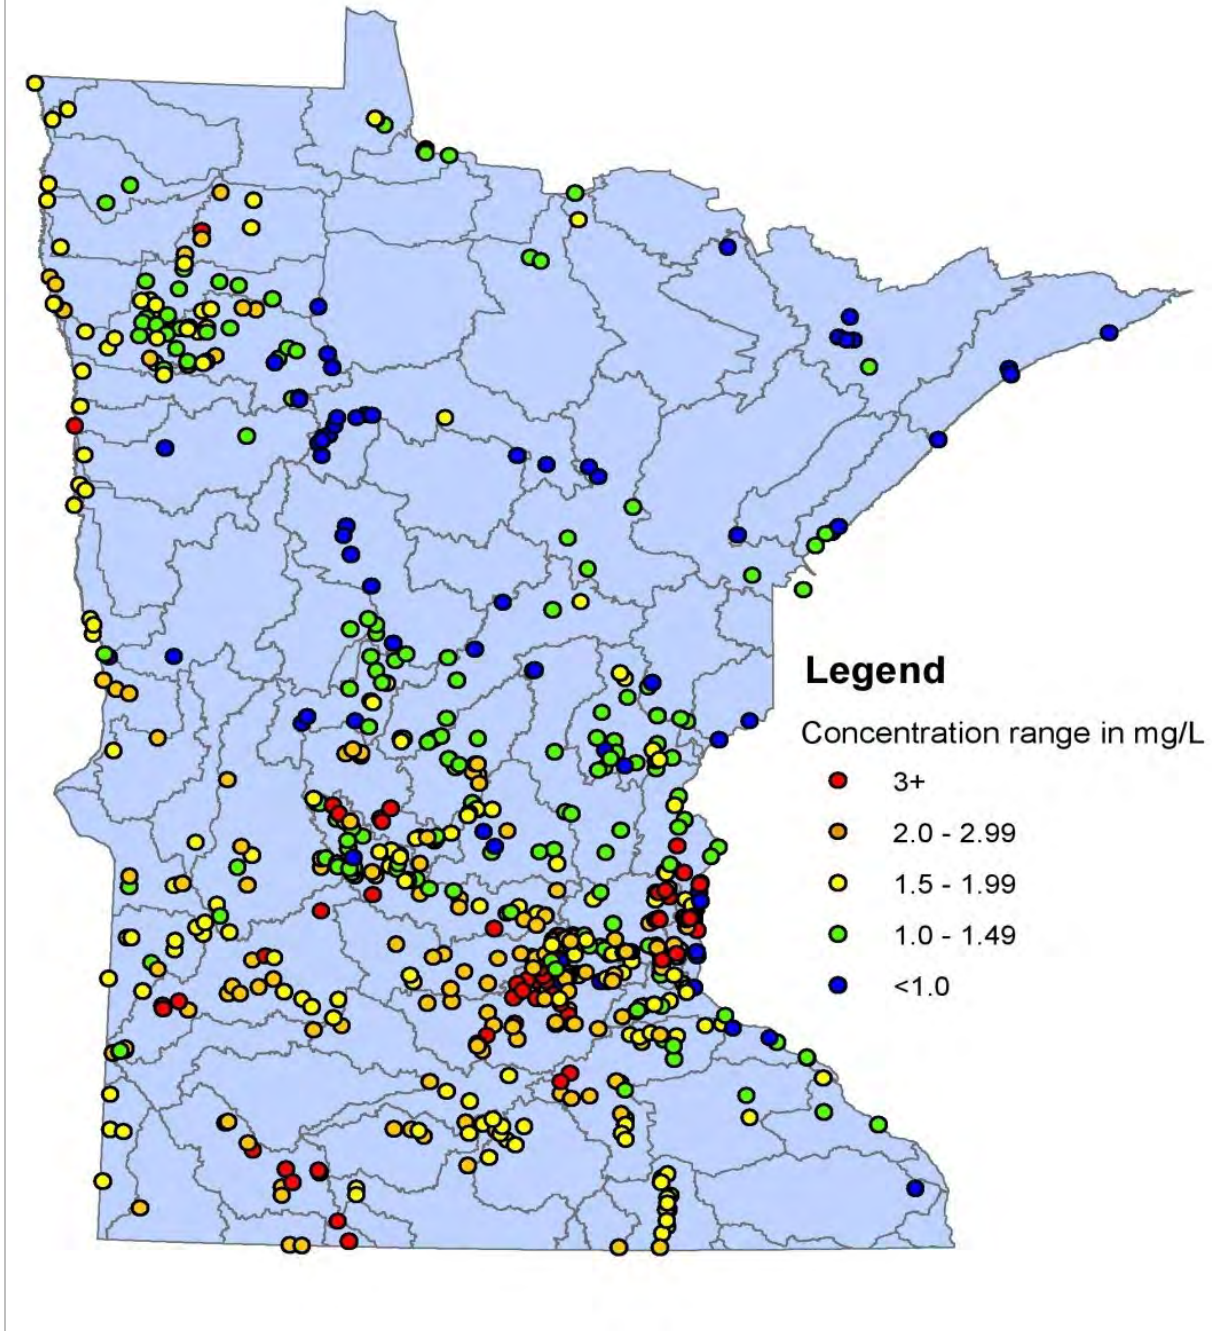 Legend
Concentration range in mg/L
3+
2.0 - 2.99
1.5 - 1.99
1.0 - 1.49
<1.0